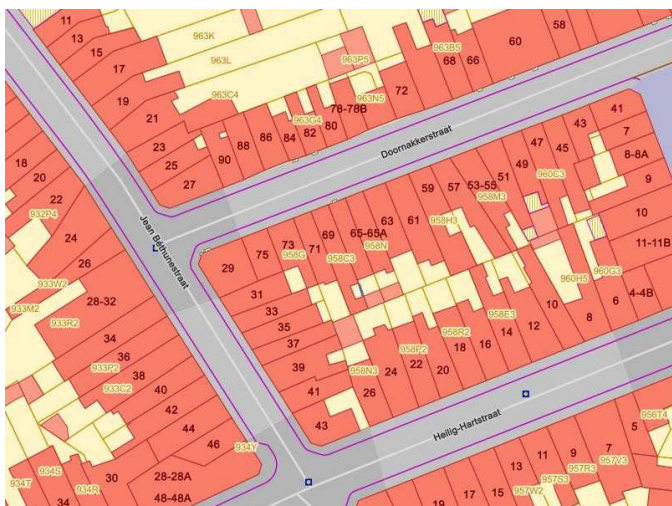 11
13
15
17
19
21
23
25
27
963K
963L
963C4
963P5
963N5
963G4
963B5
58
60
66
68
72
78-78B
80
82
84
86
88
90
Doornakkerstraat
Jean Béthunestraat
Heilig-Hartstraat
18
20
22
24
26
28-32
34
36
38
40
42
44
46
28-28A
48-48A
30
34
932P4
933W2
933M2
933R2
933P2
933C2
934Y
934S
934T
934R
29
75
73
71
69
65-65A
63
61
59
57
53-55
51
49
47
45
43
41
7
8-8A
9
10
11-11B
31
33
35
37
39
41
43
958G
958C3
958N
958H3
958M3
960C3
960G3
960H5
958E3
958R2
958P2
958N3
26
24
22
20
18
16
14
12
10
8
6
4-4B
19
17
15
13
11
9
7
5
957W2
957S3
957R3
957V3
956T4